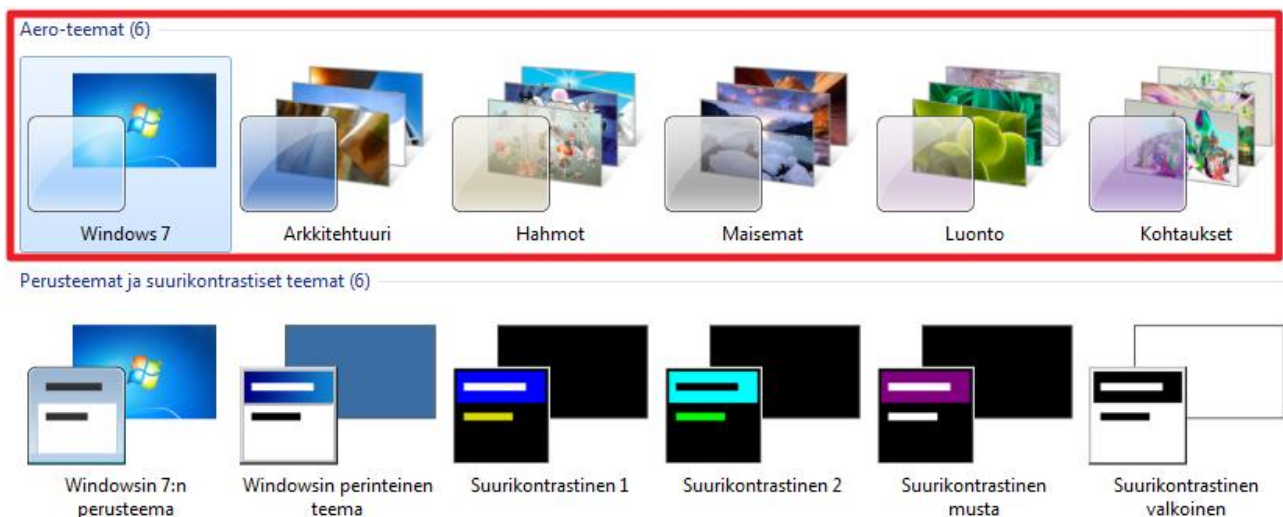 Aero-teemat (6)
Windows 7
Arkkitehtuuri
Hahmot
Maisemat
Luonto
Kohtaukset
Perusteemat ja suurikontrastiset teemat (6)
Windowsin 7:n
perusteema
Windowsin perinteinen
teema
Suurikontrastinen 1
Suurikontrastinen 2
Suurikontrastinen
musta
Suurikontrastinen
valkoinen